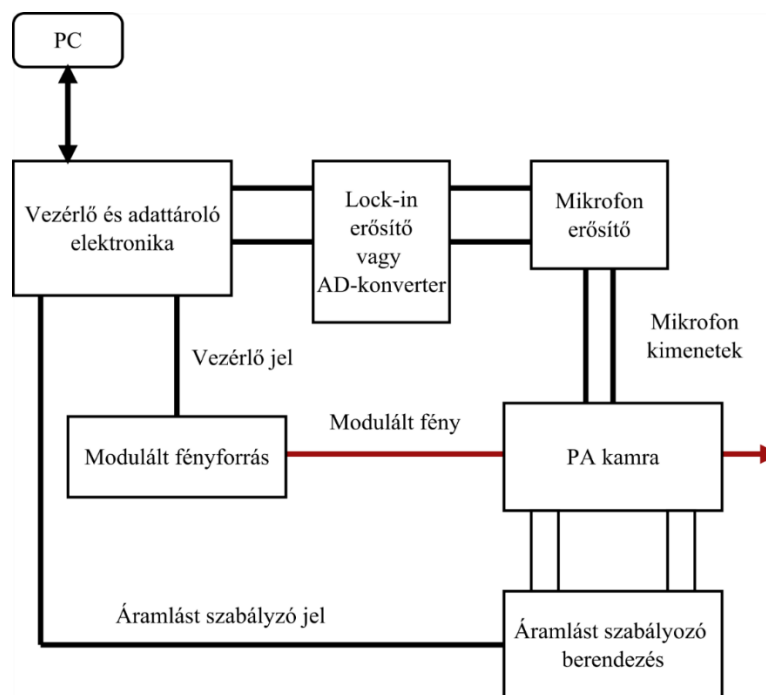 PC
Vezérlő és adattároló
elektronika
Lock-in
erősítő
vagy
AD-konverter
Mikrofon
erősítő
Vezérlő jel
Mikrofon
kimenetek
Modulált fényforrás
Modulált fény
PA kamra
Áramlást szabályzó jel
Áramlást szabályozó
berendezés